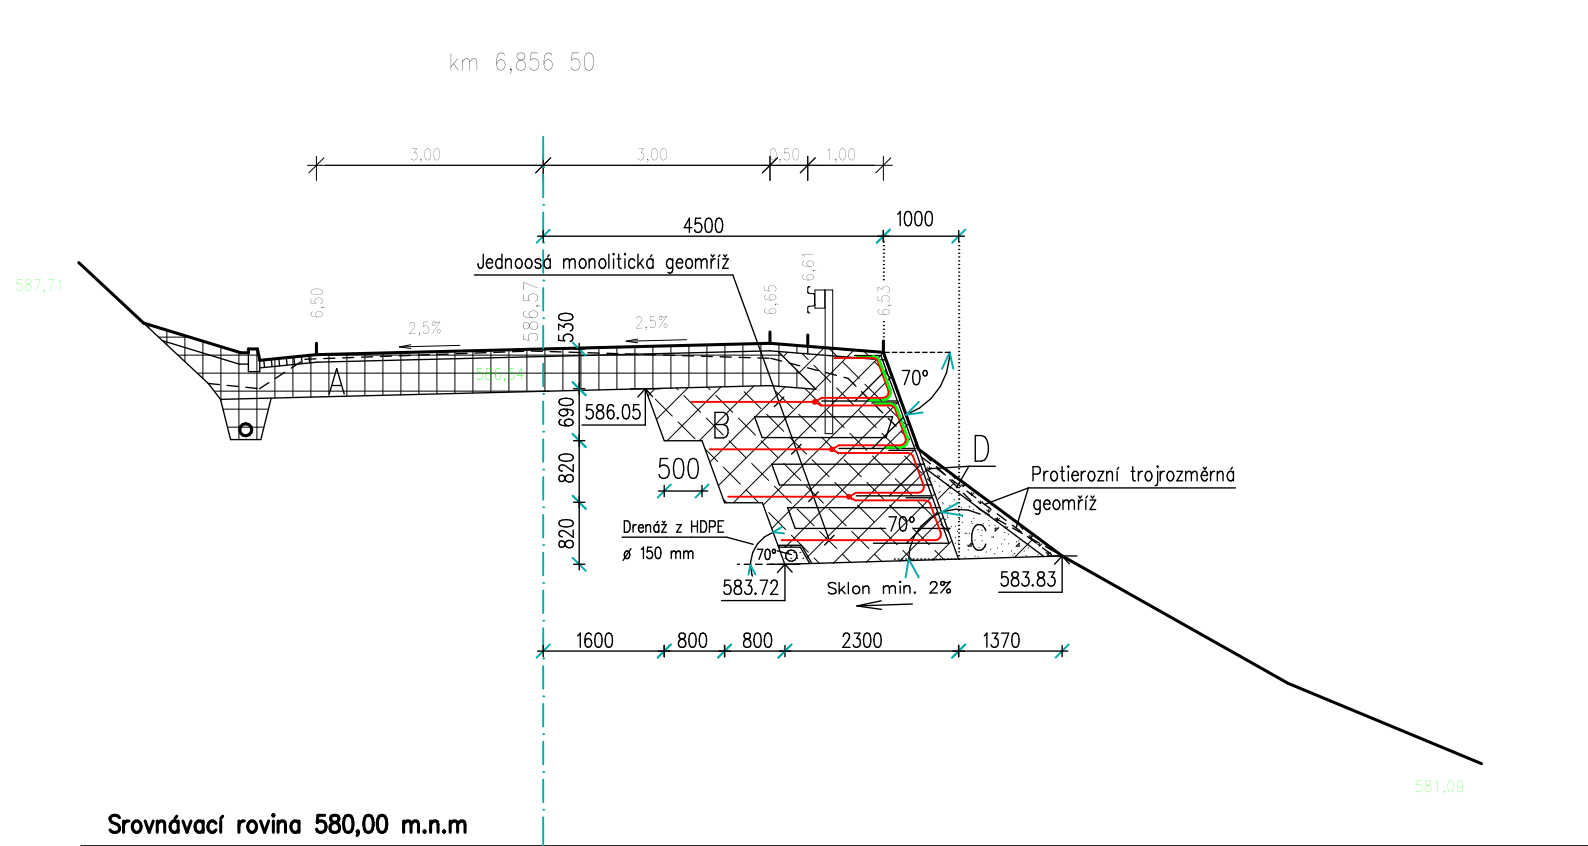 km 6,856 50
3,00
3,00
0,50
1,00
4500
1000
Jednoosá monolitická geomříž
587,71
6,50
586,57
6,65
6,61
6,53
2,5%
2,5%
530
586,54
A
70°
586.05
690
B
500
820
D
Protierozní trojrozměrná
geomříž
Drenáž z HDPE
ø 150 mm
820
70°
70°
C
583.72
Sklon min. 2%
583.83
1600
800
800
2300
1370
581,09
Srovnávací rovina 580,00 m.n.m